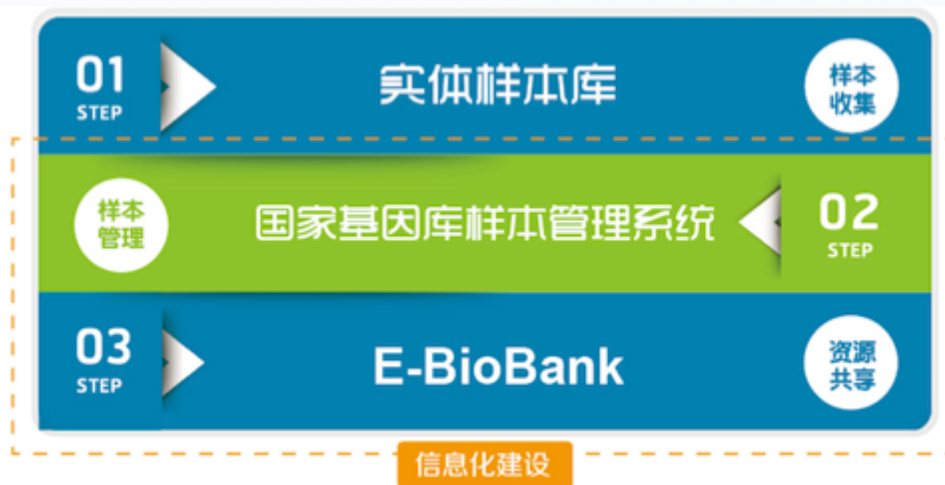 01
STEP
实体样本库
样本
收集
样本
管理
国家基因库样本管理系统
02
STEP
03
STEP
E-BioBank
资源
共享
信息化建设